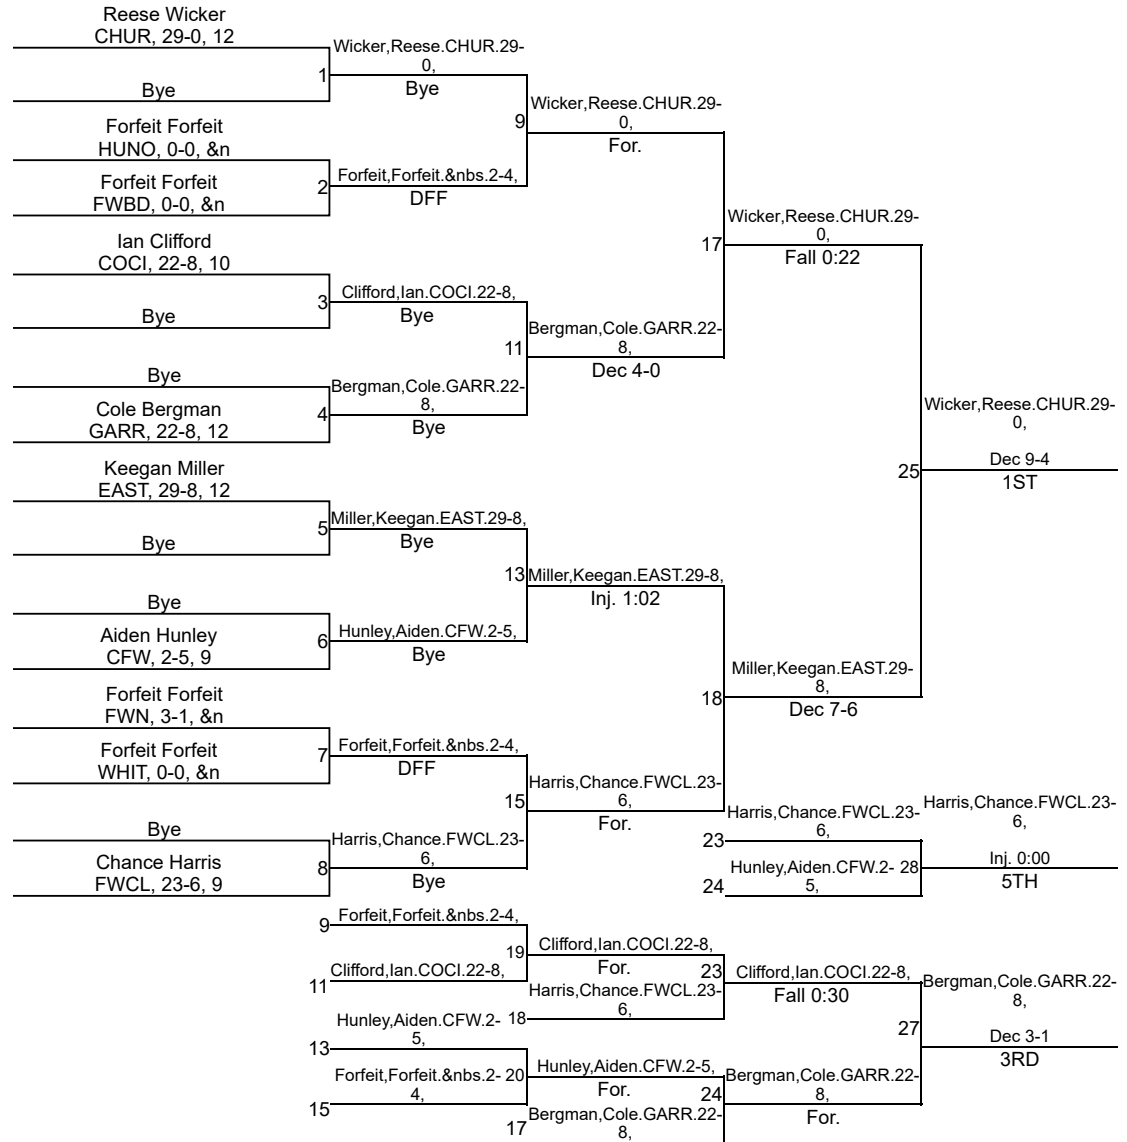 Reese Wicker
CHUR, 29-0, 12
Bye
1
Wicker,Reese.CHUR.29-
0,
Bye
Forfeit Forfeit
HUNO, 0-0, &n
Forfeit Forfeit
FWBD, 0-0, &n
2
Forfeit,Forfeit.&nbs.2-4,
DFF
9
Wicker,Reese.CHUR.29-
0,
For.
Ian Clifford
COCI, 22-8, 10
Bye
3
Clifford,Ian.COCI.22-8,
Bye
Bye
Cole Bergman
GARR, 22-8, 12
4
Bergman,Cole.GARR.22-
8,
Bye
11
Bergman,Cole.GARR.22-
8,
Dec 4-0
17
Wicker,Reese.CHUR.29-
0,
Fall 0:22
Keegan Miller
EAST, 29-8, 12
Bye
5
Miller,Keegan.EAST.29-8,
Bye
Bye
Aiden Hunley
CFW, 2-5, 9
6
Hunley,Aiden.CFW.2-5,
Bye
13
Miller,Keegan.EAST.29-8,
Inj. 1:02
Forfeit Forfeit
FWN, 3-1, &n
Forfeit Forfeit
WHIT, 0-0, &n
7
Forfeit,Forfeit.&nbs.2-4,
DFF
Bye
Chance Harris
FWCL, 23-6, 9
8
Harris,Chance.FWCL.23-
6,
Bye
15
Harris,Chance.FWCL.23-
6,
For.
18
Miller,Keegan.EAST.29-
8,
Dec 7-6
25
Wicker,Reese.CHUR.29-
0,
Dec 9-4
1ST
23
Harris,Chance.FWCL.23-
6,
24
Hunley,Aiden.CFW.2-
5,
28
Harris,Chance.FWCL.23-
6,
Inj. 0:00
5TH
9
Forfeit,Forfeit.&nbs.2-4,
11
Clifford,Ian.COCI.22-8,
19
Clifford,Ian.COCI.22-8,
For.
18
Harris,Chance.FWCL.23-
6,
23
Clifford,Ian.COCI.22-8,
Fall 0:30
13
Hunley,Aiden.CFW.2-
5,
15
Forfeit,Forfeit.&nbs.2-
4,
20
Hunley,Aiden.CFW.2-5,
For.
17
Bergman,Cole.GARR.22-
8,
24
Bergman,Cole.GARR.22-
8,
For.
27
Bergman,Cole.GARR.22-
8,
Dec 3-1
3RD